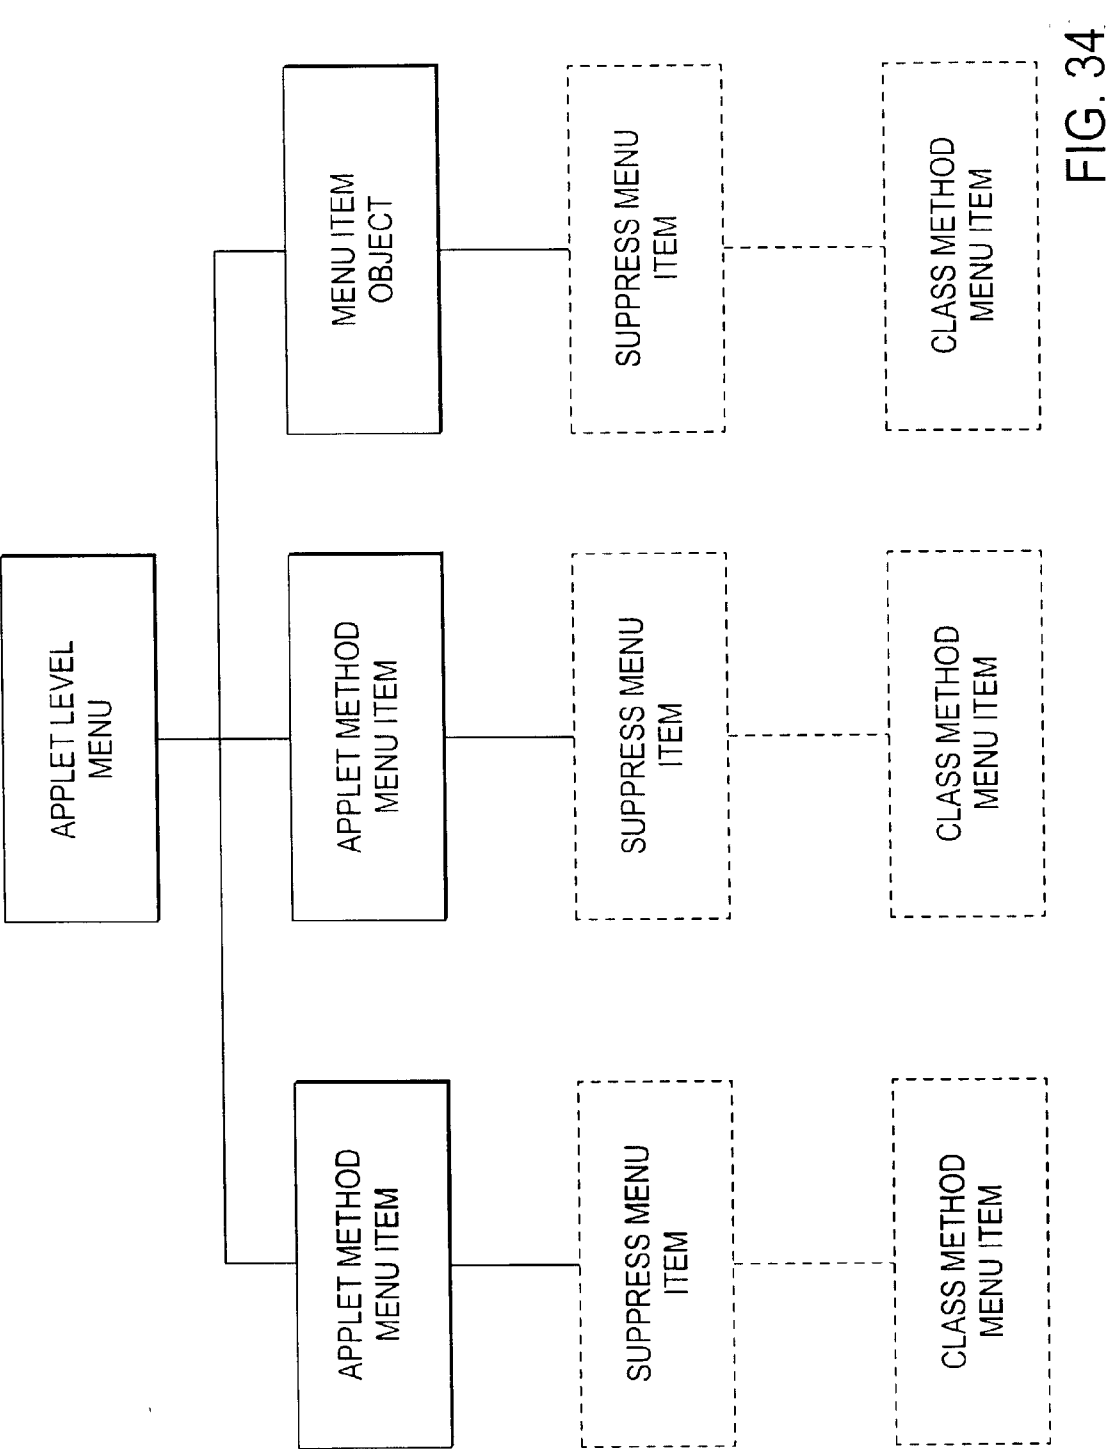 APPLET LEVEL
MENU
APPLET METHOD
MENU ITEM
APPLET METHOD
MENU ITEM
MENU ITEM
OBJECT
SUPPRESS MENU
ITEM
SUPPRESS MENU
ITEM
SUPPRESS MENU
ITEM
CLASS METHOD
MENU ITEM
CLASS METHOD
MENU ITEM
CLASS METHOD
MENU ITEM
FIG. 34